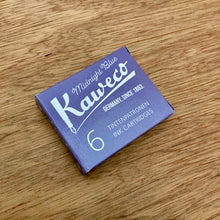 Midnight Blue
Kaweco
GERMANY, SINCE 1883.
6
TINTENPATRONEN
INK CARTRIDGES